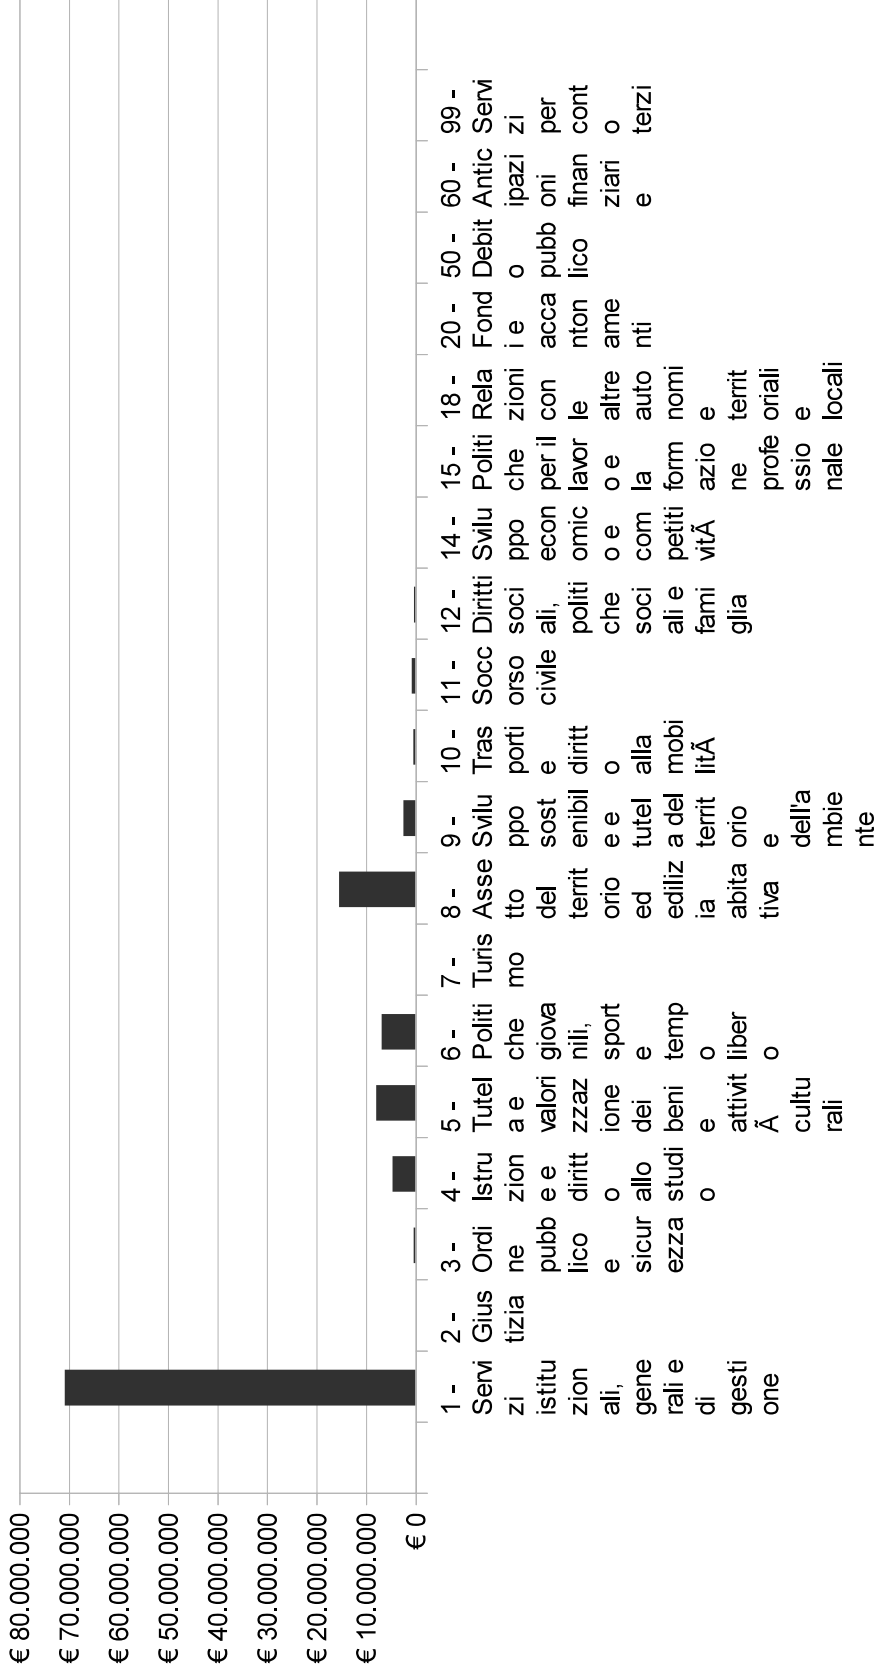 € 80.000.000
€ 70.000.000
€ 60.000.000
€ 50.000.000
€ 40.000.000
€ 30.000.000
€ 20.000.000
€ 10.000.000
€ 0
1 -
Servi
zi
istitu
zion
ali,
gene
rali e
di
gesti
one
2 -
Gius
tizia
3 -
Ordi
ne
pubb
lico
e
sicur
ezza
4 -
Istru
zion
e e
diritt
o
allo
studi
o
5 -
Tutel
a e
valori
zzaz
ione
dei
beni
e
attivit
Ã
cultu
rali
6 -
Politi
che
giova
nili,
sport
e
temp
o
liber
o
7 -
Turis
mo
8 -
Asse
tto
del
territ
orio
ed
ediliz
ia
abita
tiva
9 -
Svilu
ppo
sost
enibil
e e
tutel
a del
territ
orio
e
dell'a
mbie
nte
10 -
Tras
porti
e
diritt
o
alla
mobi
litÃ
11 -
Socc
orso
civile
12 -
Diritti
soci
ali,
politi
che
soci
ali e
fami
glia
14 -
Svilu
ppo
econ
omic
o e
com
petiti
vitÃ
15 -
Politi
che
per il
lavor
o e
la
form
azio
ne
profe
ssio
nale
18 -
Rela
zioni
con
le
altre
auto
nomi
e
territ
oriali
e
locali
20 -
Fond
i e
acca
nton
ame
nti
50 -
Debit
o
pubb
lico
60 -
Antic
ipazi
oni
finan
ziari
e
99 -
Servi
zi
per
cont
o
terzi